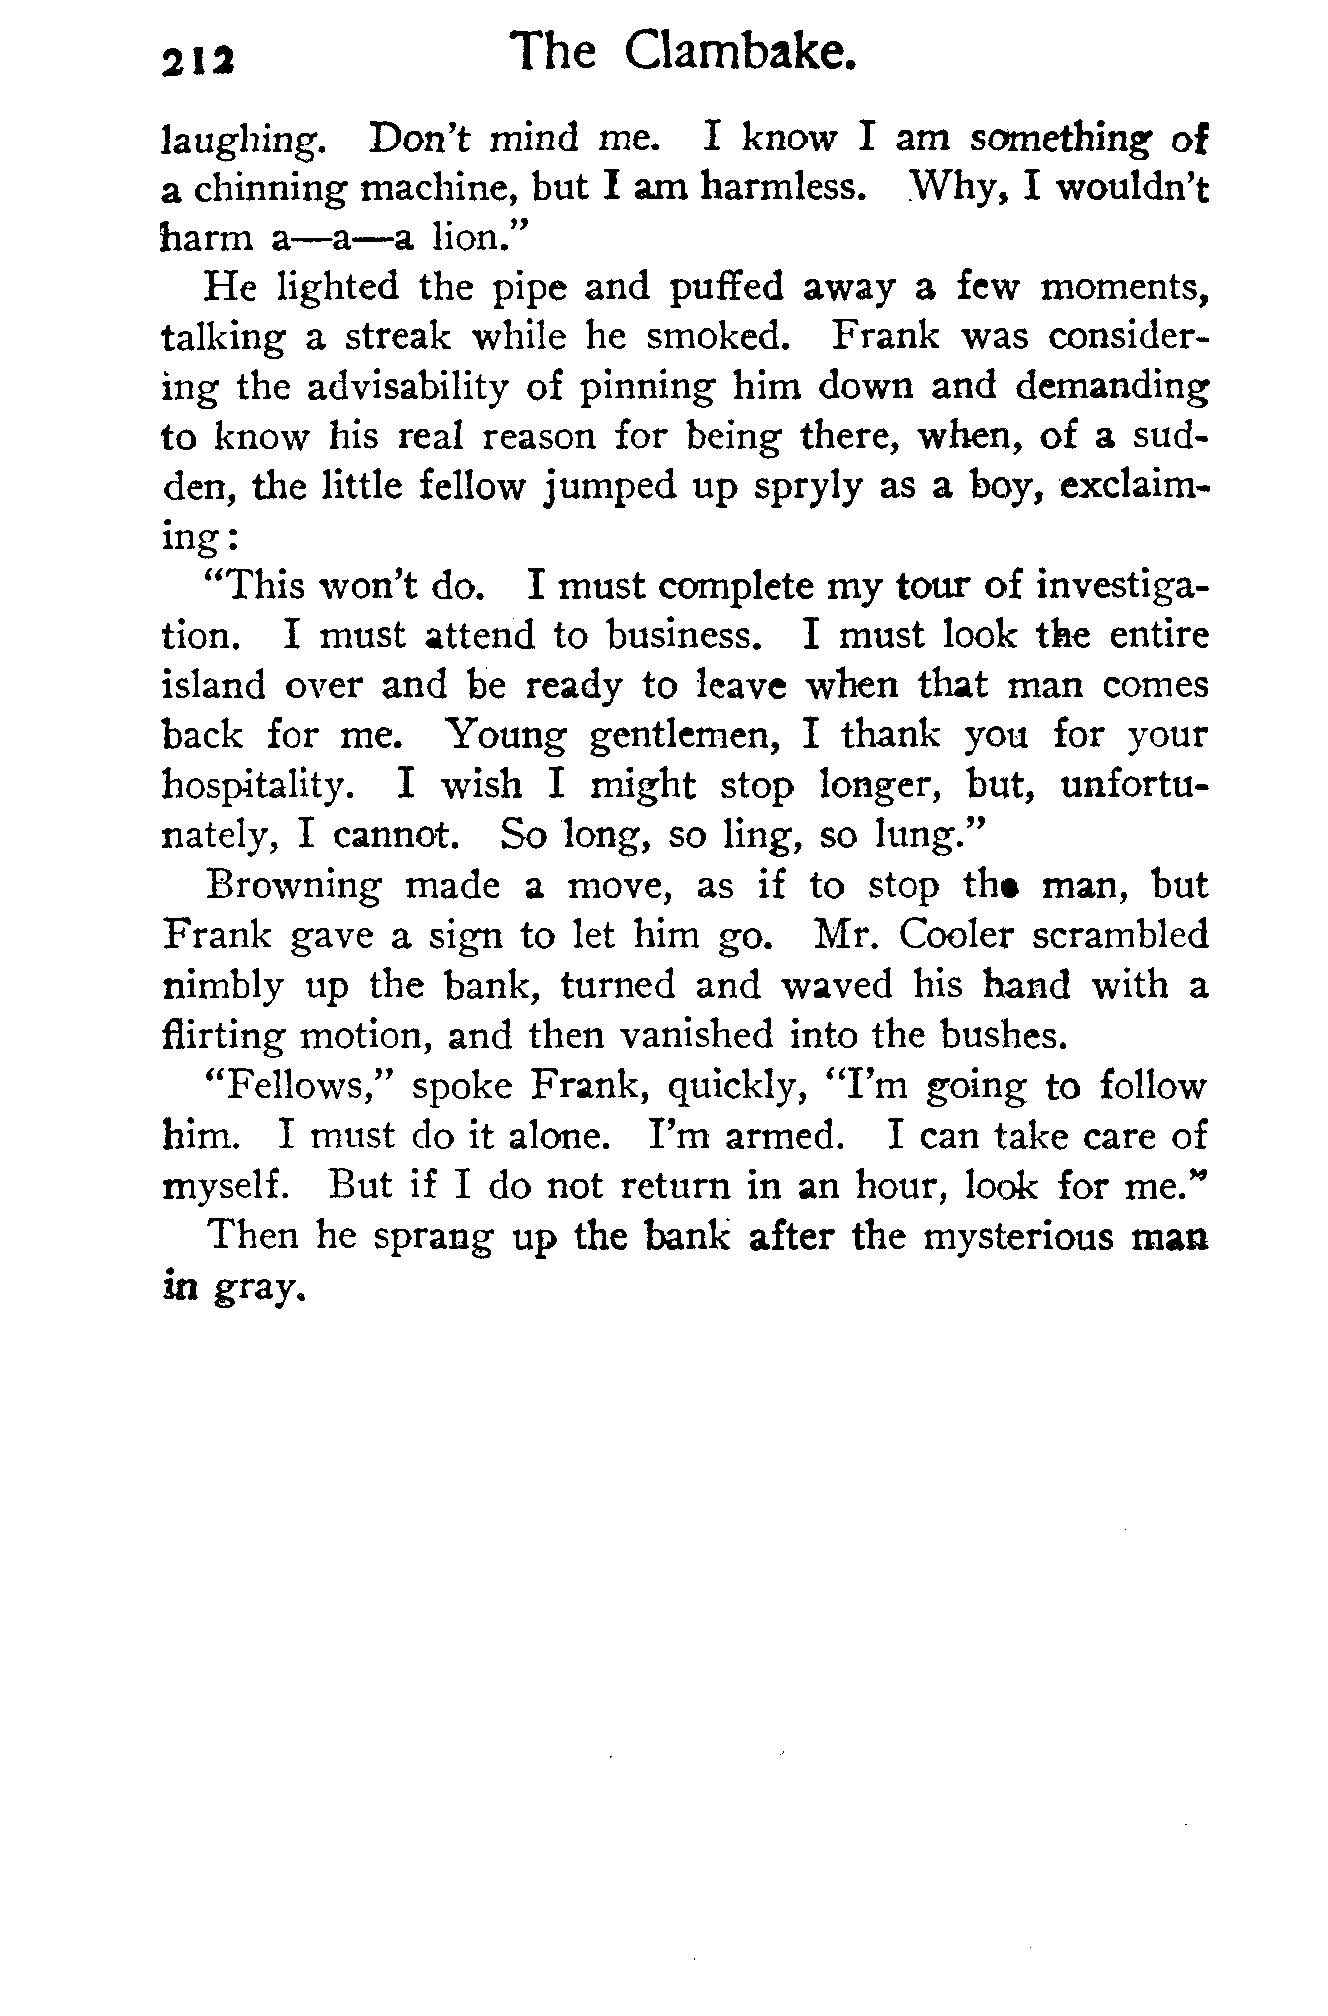 212 The Clambake.
laughing. Don't mind me. I know I am something of
a chinning machine, but I am harmless. Why, I wouldn't
harm a—a—a lion."
He lighted the pipe and puffed away a few moments,
talking a streak while he smoked. Frank was consider-
ing the advisability of pinning him down and demanding
to know his real reason for being there, when, of a sud-
den, the little fellow jumped up spryly as a boy, exclaim-
ing:
"This won't do. I must complete my tour of investiga-
tion. I must attend to business. I must look the entire
island over and be ready to leave when that man comes
back for me. Young gentlemen, I thank you for your
hospitality. I wish I might stop longer, but, unfortu-
nately, I cannot. So long, so ling, so lung."
Browning made a move, as if to stop the man, but
Frank gave a sign to let him go. Mr. Cooler scrambled
nimbly up the bank, turned and waved his hand with a
flirting motion, and then vanished into the bushes.
"Fellows," spoke Frank, quickly, "I'm going to follow
him. I must do it alone. I'm armed. I can take care of
myself. But if I do not return in an hour, look for me."
Then he sprang up the bank after the mysterious man
in gray.